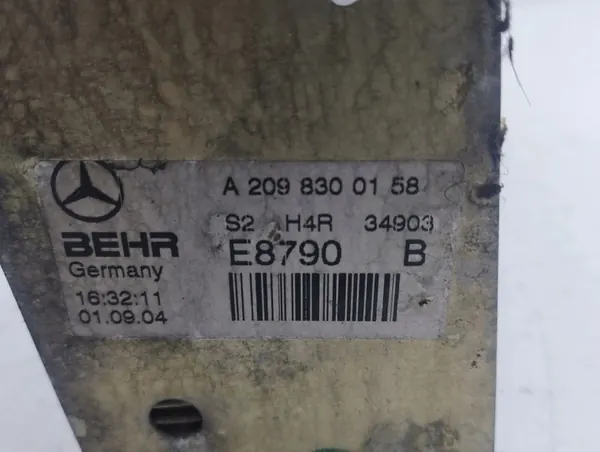 A 209 830 01 58
S2 H4R 34903
BEHR
E8790 B
Germany
16:32:11
01.09.04